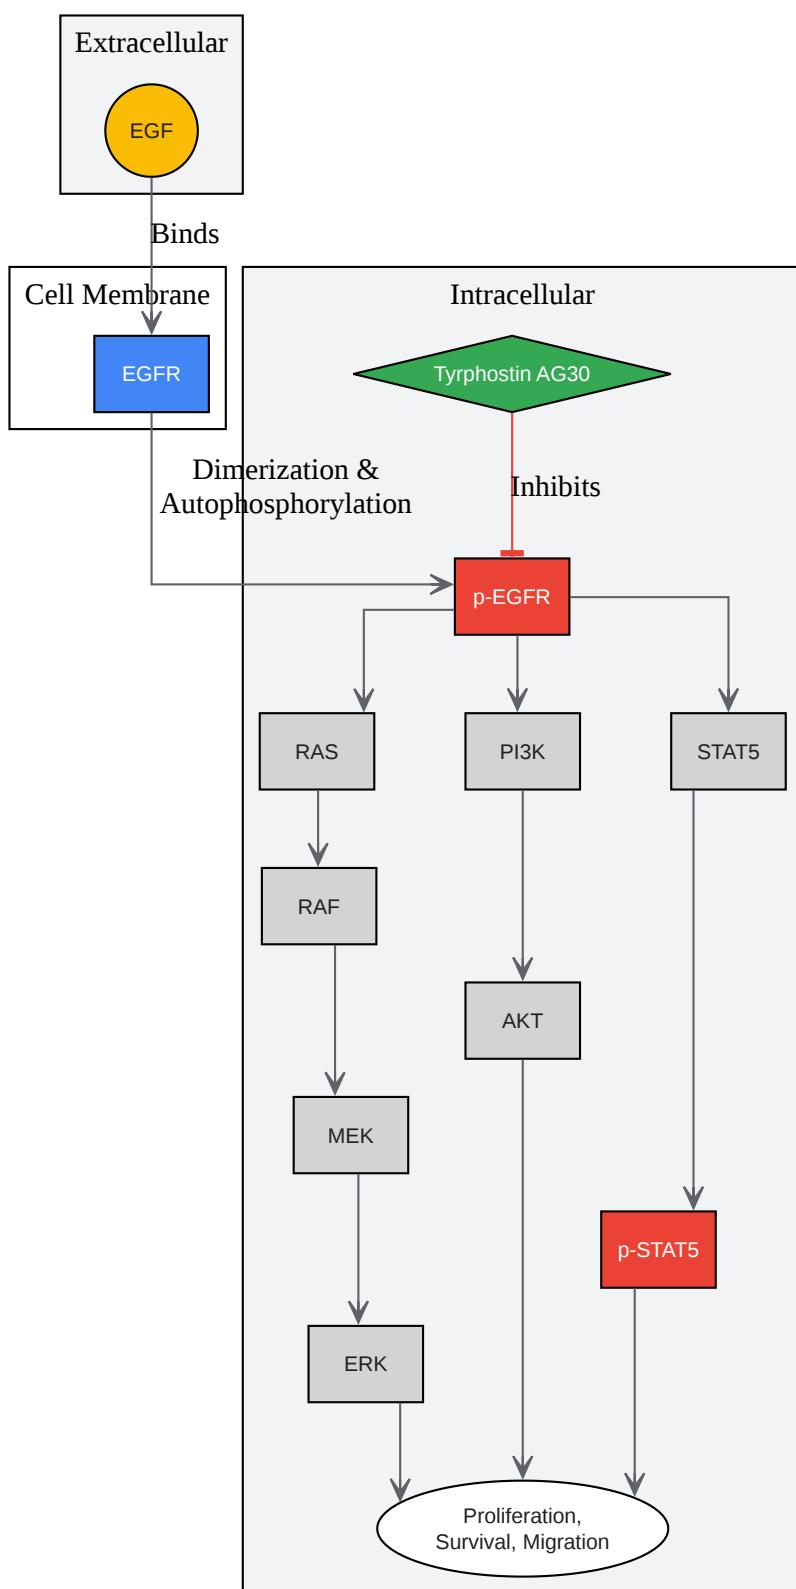 Extracellular
EGF
Binds
Cell Membrane
Intracellular
EGFR
Tyrphostin AG30
Dimerization &
Autophosphorylation
Inhibits
p-EGFR
RAS
PI3K
STAT5
RAF
AKT
MEK
p-STAT5
ERK
Proliferation,
Survival, Migration